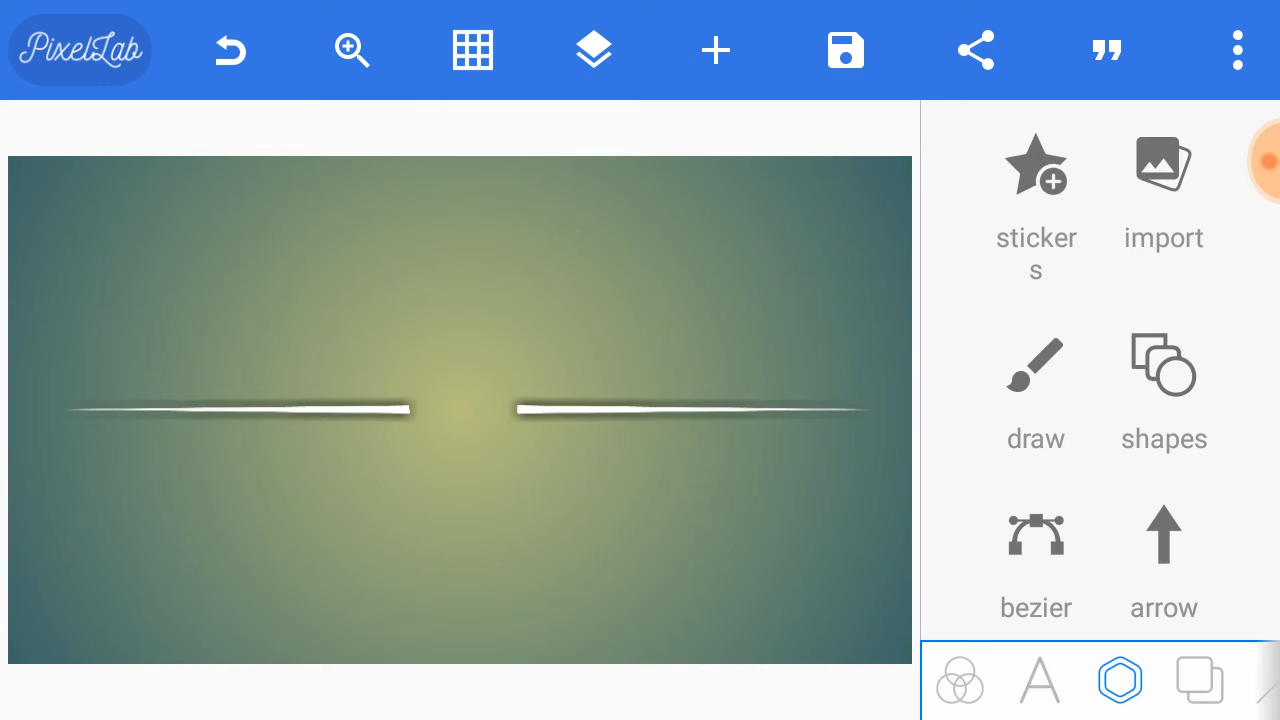 PixelLab
sticker
s
import
draw
shapes
bezier
arrow